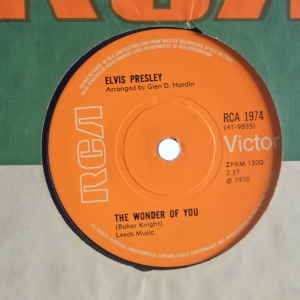 RCA
ELVIS PRESLEY
Arranged by Glen D. Hardin
RCA 1974
(47-9835)
Victor
ZPKM 1300
2.37
℗ 1970
RCA
THE WONDER OF YOU
(Baker Knight)
Leeds Music